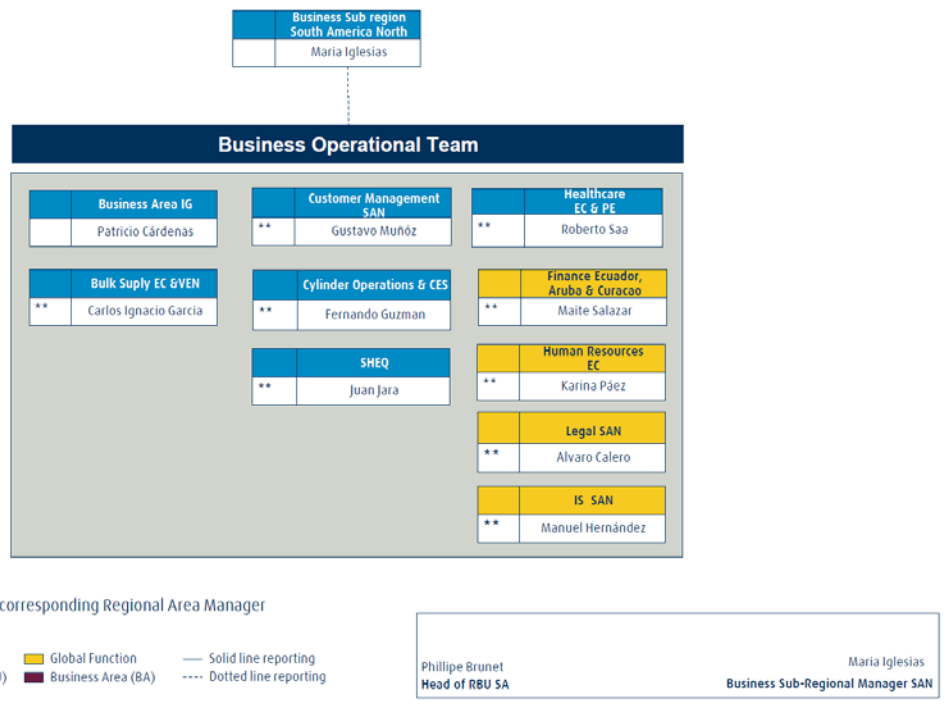 Business Sub region
South America North
Maria Iglesias
Business Operational Team
Business Area IG
Patricio Cárdenas
Bulk Suply EC &VEN
** Carlos Ignacio Garcia
Customer Management
SAN
** Gustavo Muñóz
Cylinder Operations & CES
** Fernando Guzman
SHEQ
** Juan Jara
Healthcare
EC & PE
** Roberto Saa
Finance Ecuador,
Aruba & Curacao
** Maite Salazar
Human Resources
EC
** Karina Páez
Legal SAN
** Alvaro Calero
IS SAN
** Manuel Hernández
corresponding Regional Area Manager
Global Function
Solid line reporting
Business Area (BA)
Dotted line reporting
Phillipe Brunet
Head of RBU SA
Maria Iglesias
Business Sub-Regional Manager SAN